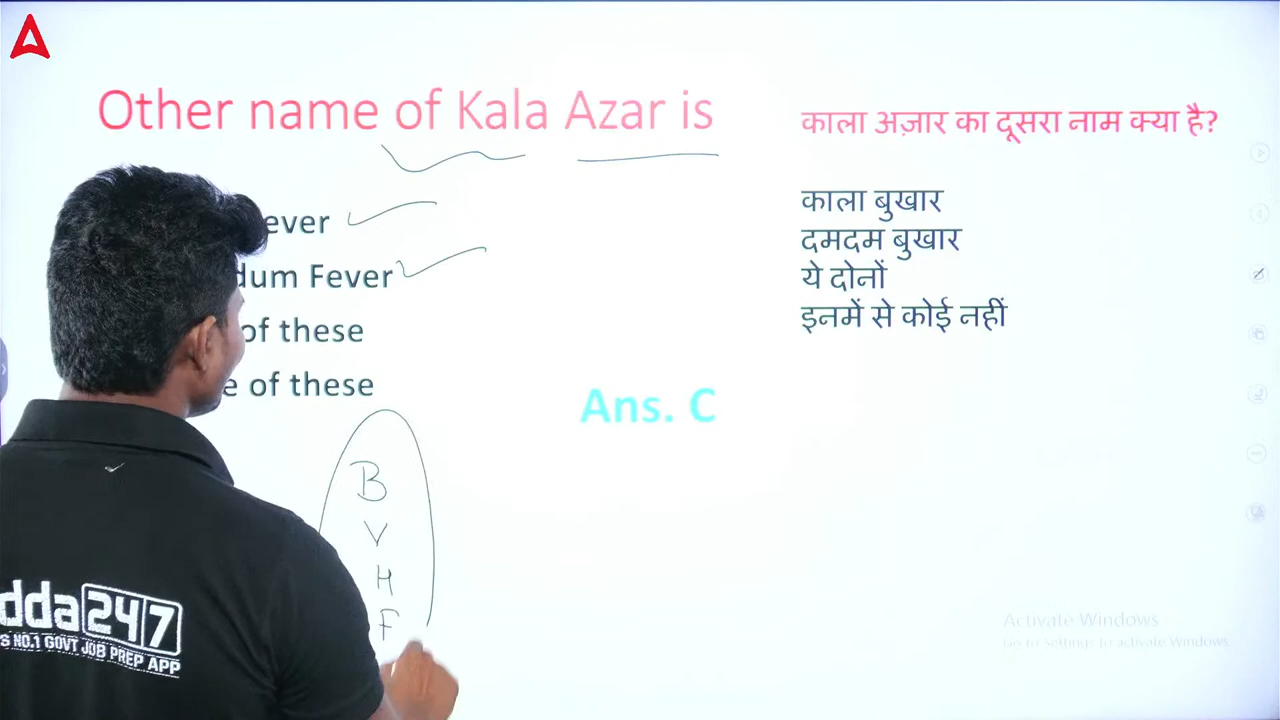 Other name of Kala Azar is
ever
dum Fever
of these
e of these
काला अज़ार का दूसरा नाम क्या है?
काला बुखार
दमदम बुखार
ये दोनों
इनमें से कोई नहीं
Ans. C
B
V
H
F
dda247
S NO.1 GOVT JOB PREP APP
Activate Windows
Go to Settings to activate Windows.